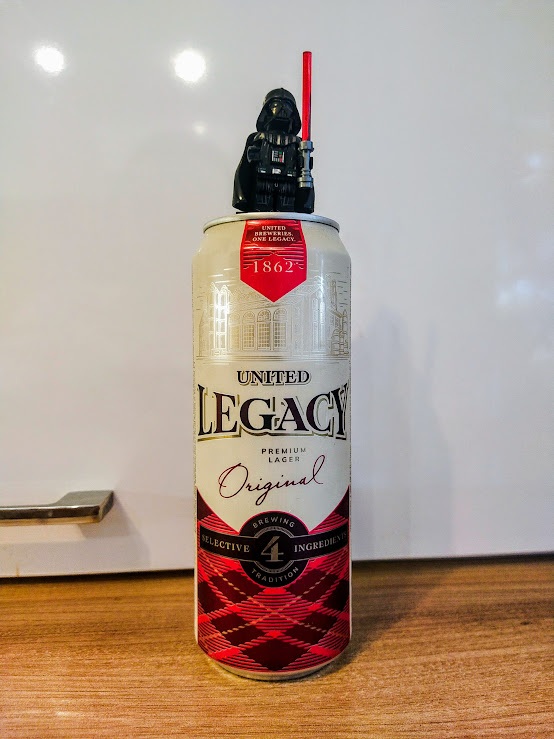 UNITED
BREWERIES,
ONE LEGACY.
1862
UNITED
LEGACY
PREMIUM
LAGER
Original
BREWING
SELECTIVE 4 INGREDIENTS
TRADITION